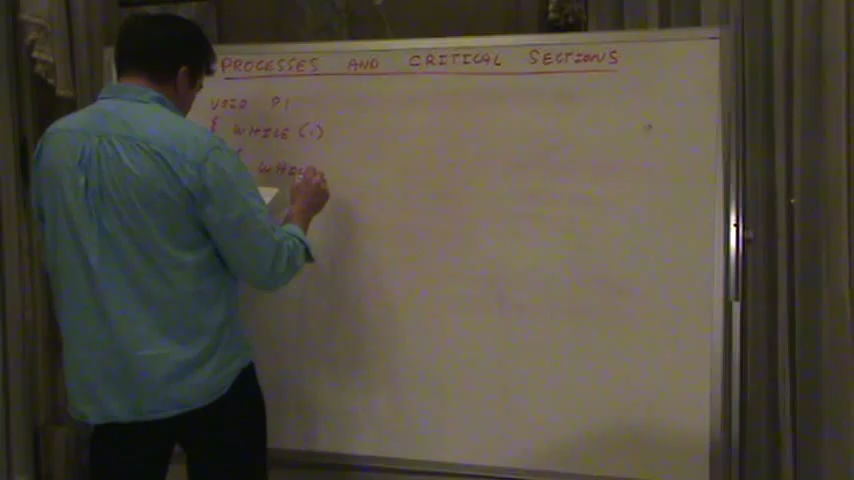 PROCESSES AND CRITICAL SECTIONS
VOID P1
{ WHILE (1)
{